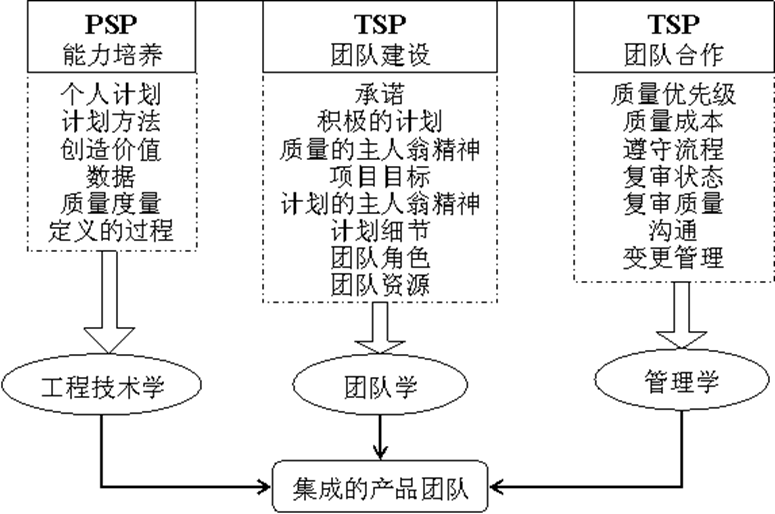 PSP
能力培养
个人计划
计划方法
创造价值
数据
质量度量
定义的过程
工程技术学
TSP
团队建设
承诺
积极的计划
质量的主人翁精神
项目目标
计划的主人翁精神
计划细节
团队角色
团队资源
团队学
TSP
团队合作
质量优先级
质量成本
遵守流程
复审状态
复审质量
沟通
变更管理
管理学
集成的产品团队